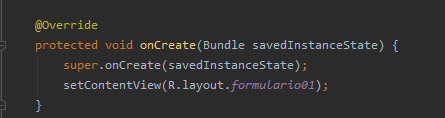 @Override
protected void onCreate(Bundle savedInstanceState) {
super.onCreate(savedInstanceState);
setContentView(R.layout.formulario01);
}